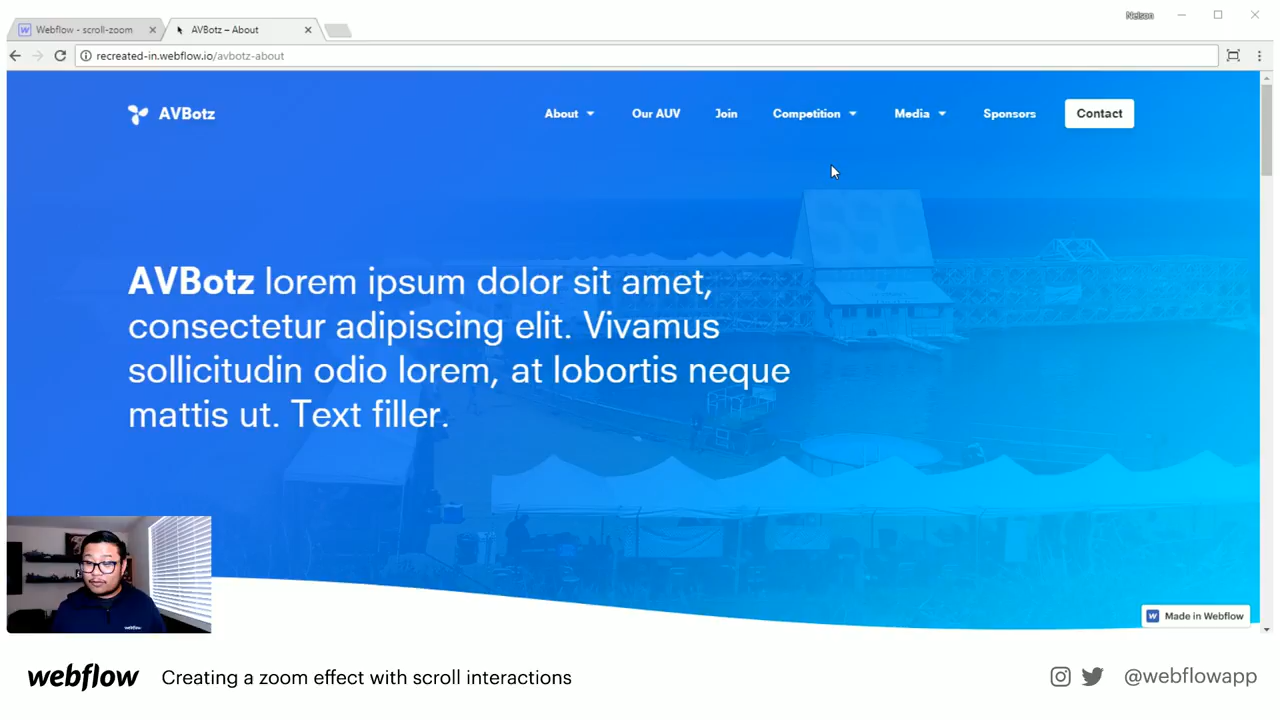 Nelson
Webflow - scroll-zoom
AVBotz – About
recreated-in.webflow.io/avbotz-about
AVBotz
About
Our AUV
Join
Competition
Media
Sponsors
Contact
SSC
AVBotz lorem ipsum dolor sit amet,
consectetur adipiscing elit. Vivamus
sollicitudin odio lorem, at lobortis neque
mattis ut. Text filler.
webflow
W Made in Webflow
webflow
Creating a zoom effect with scroll interactions
@webflowapp